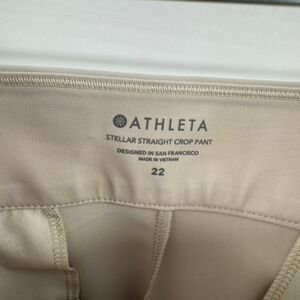 ATHLETA
STELLAR STRAIGHT CROP PANT
DESIGNED IN SAN FRANCISCO
MADE IN VIETNAM
22